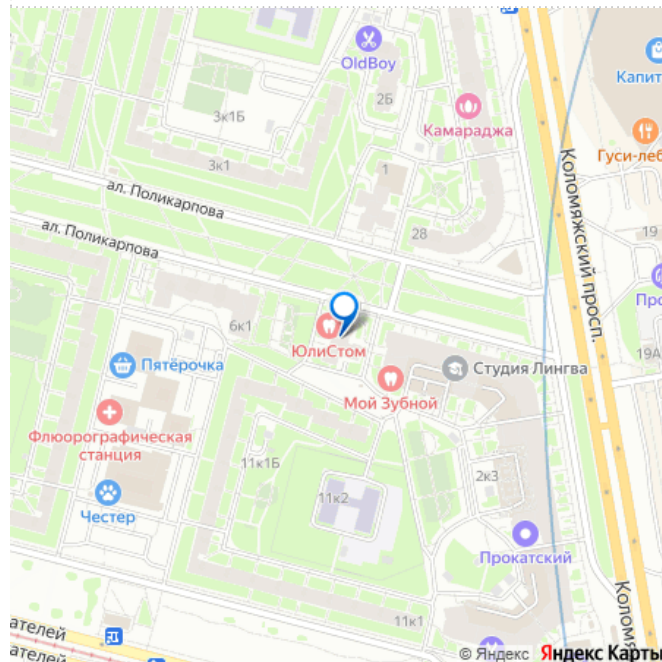 OldBoy
2Б
Капит
3к1Б
Камараджа
Гуси-леб
3к1
1
ал. Поликарпова
Коломяжский просп.
28
19
ал. Поликарпова
Про
6к1
ЮлиСтом
19А
Пятёрочка
Студия Лингва
Мой Зубной
Флюорографическая
станция
11к1Б
2к3
11к2
Честер
Прокатский
11к1
Коломя
ателей
ателей
© Яндекс Яндекс Карты